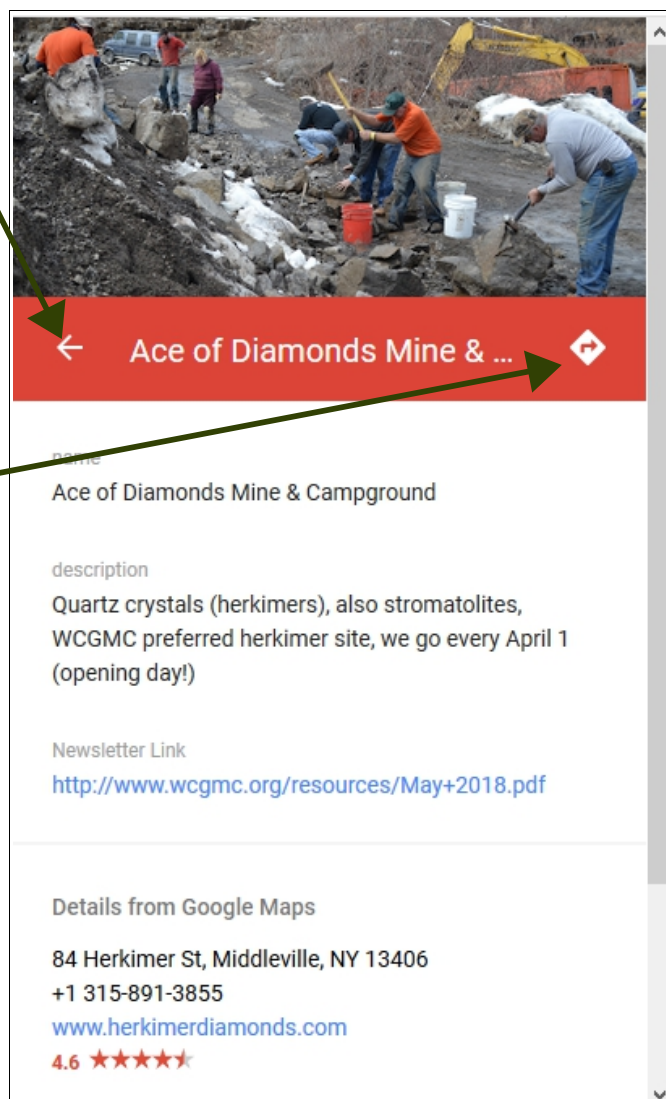 Ace of Diamonds Mine & ...
name
Ace of Diamonds Mine & Campground
description
Quartz crystals (herkimers), also stromatolites,
WCGMC preferred herkimer site, we go every April 1
(opening day!)
Newsletter Link
http://www.wcgmc.org/resources/May+2018.pdf
Details from Google Maps
84 Herkimer St, Middleville, NY 13406
+1 315-891-3855
www.herkimerdiamonds.com
4.6